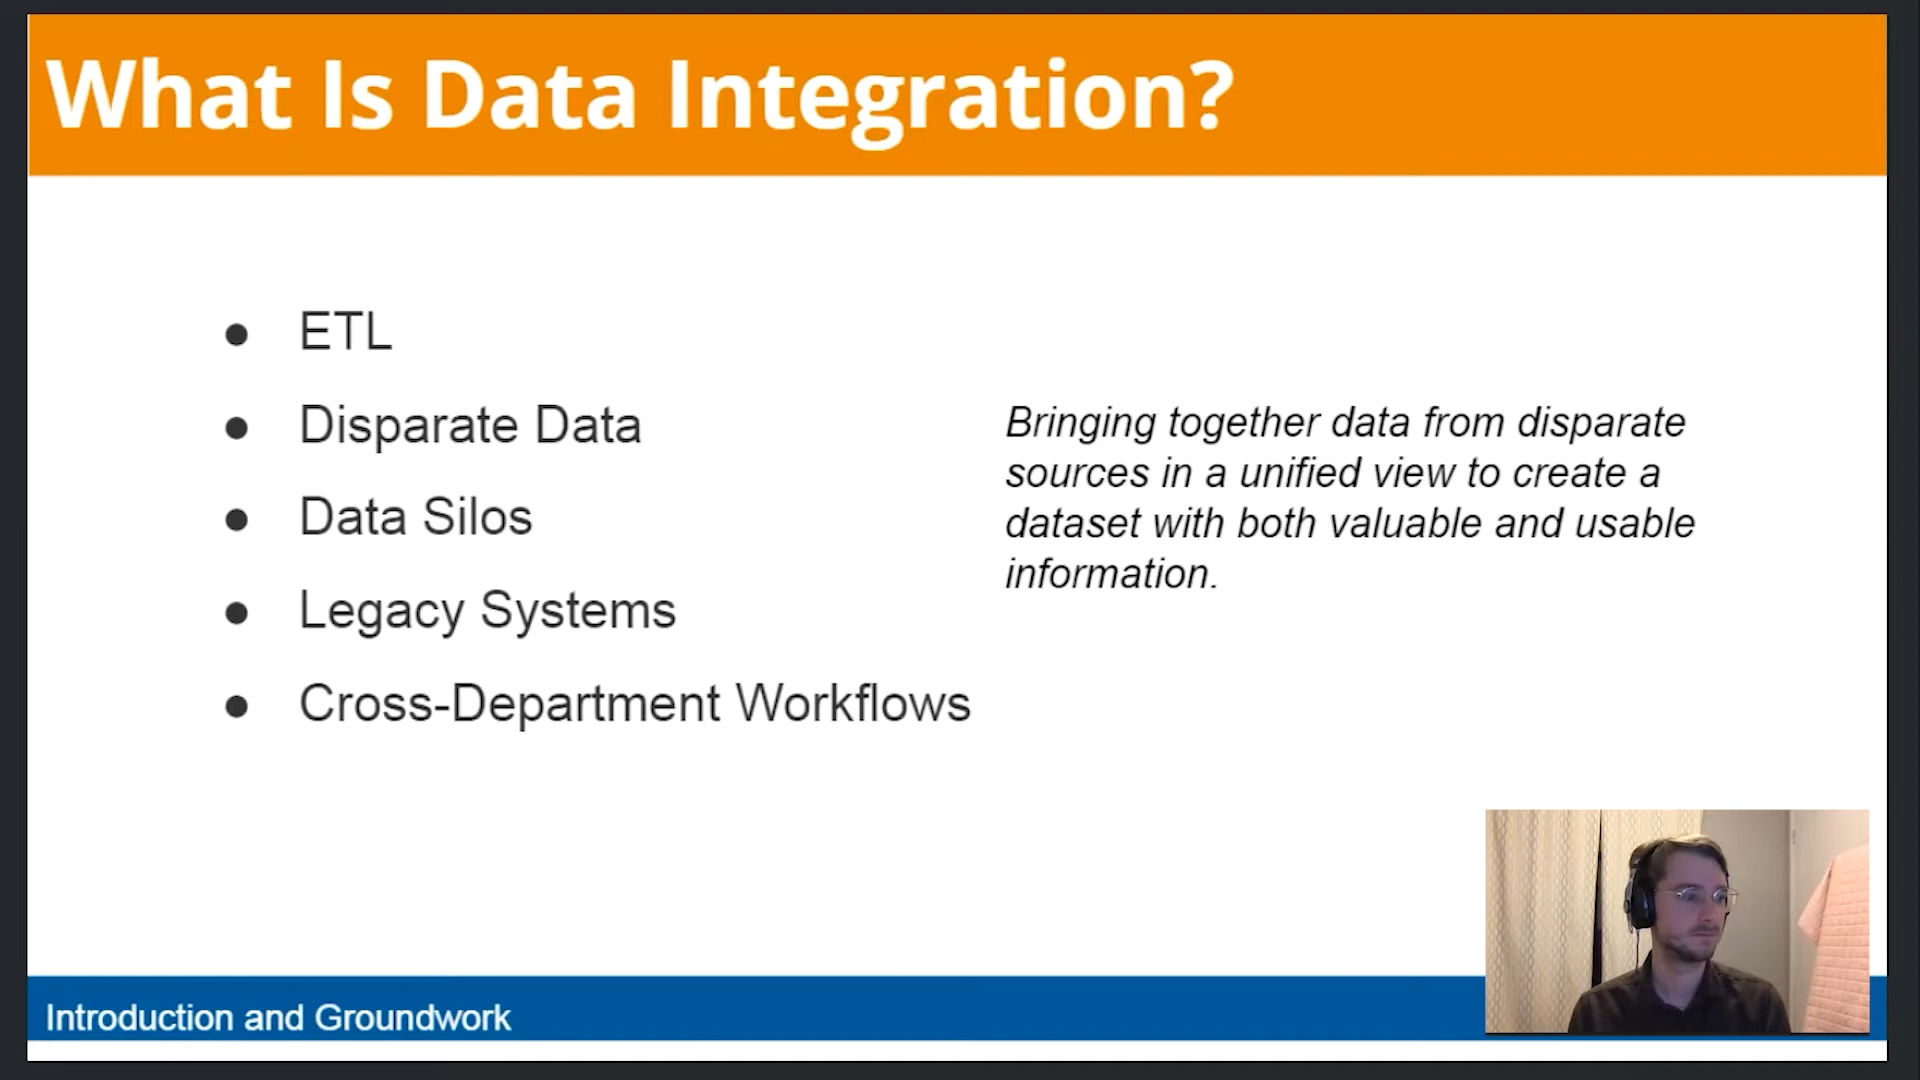 What Is Data Integration?
● ETL
● Disparate Data
● Data Silos
● Legacy Systems
● Cross-Department Workflows
Bringing together data from disparate
sources in a unified view to create a
dataset with both valuable and usable
information.
Introduction and Groundwork